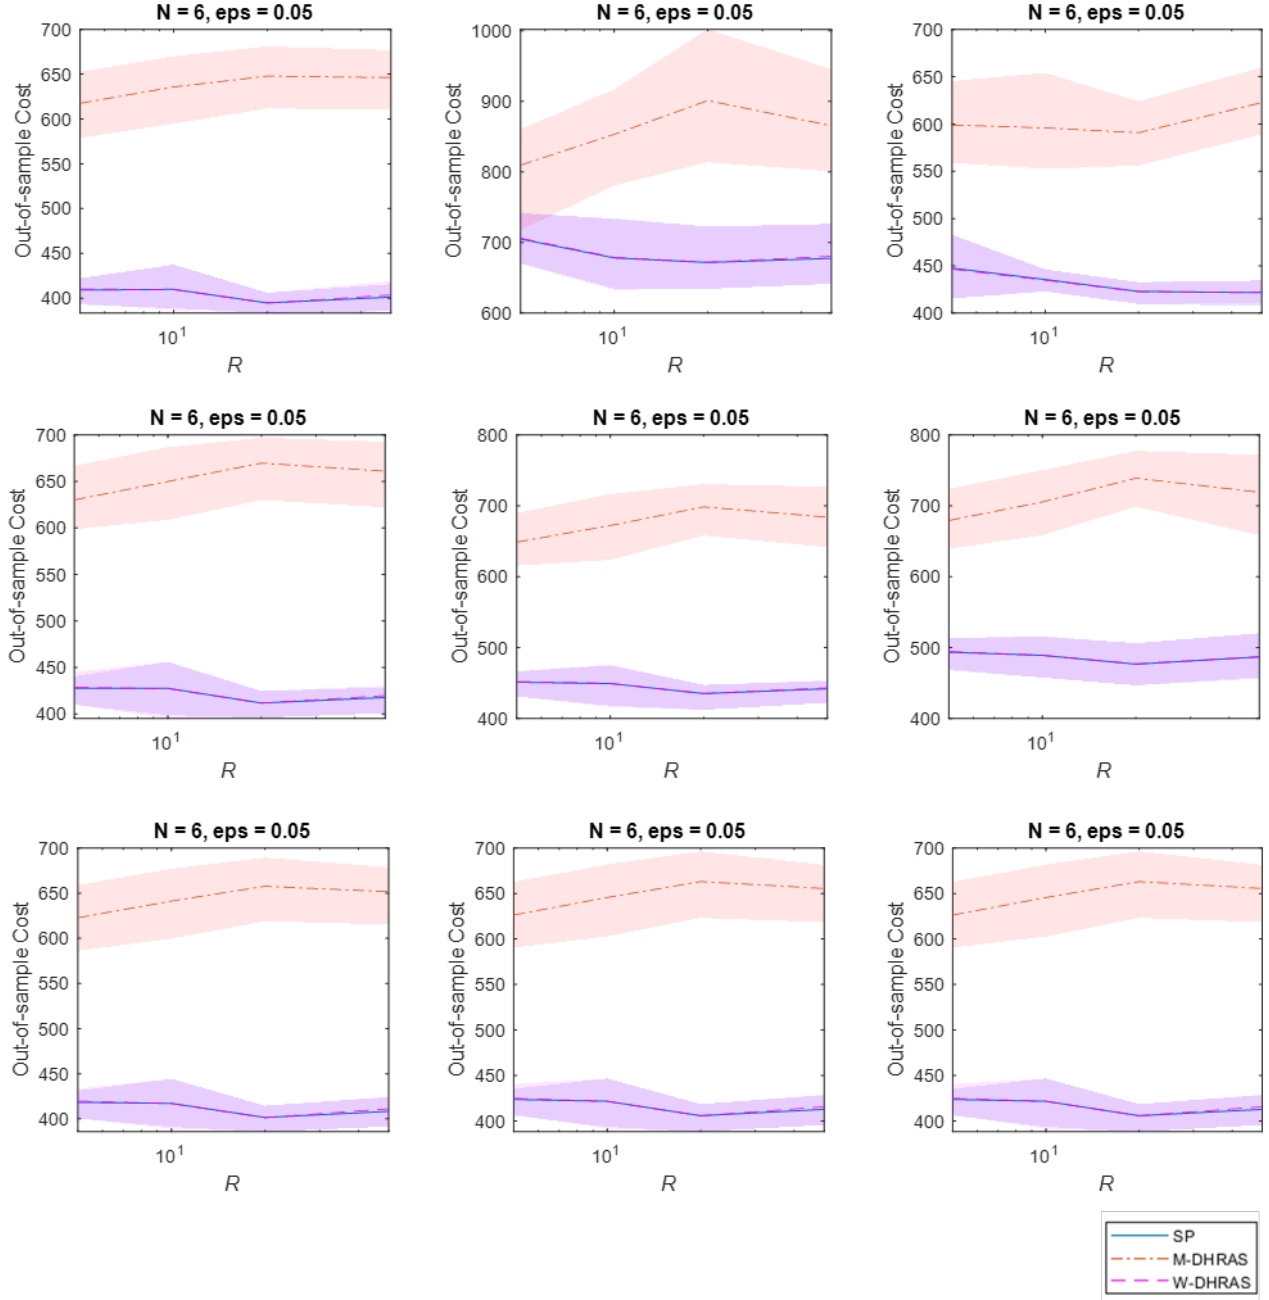 N = 6, eps = 0.05
Out-of-sample Cost
700
650
600
550
500
450
400
10¹
R
N = 6, eps = 0.05
Out-of-sample Cost
1000
900
800
700
600
10¹
R
N = 6, eps = 0.05
Out-of-sample Cost
700
650
600
550
500
450
400
10¹
R
N = 6, eps = 0.05
Out-of-sample Cost
700
650
600
550
500
450
400
10¹
R
N = 6, eps = 0.05
Out-of-sample Cost
800
700
600
500
400
10¹
R
N = 6, eps = 0.05
Out-of-sample Cost
800
700
600
500
400
10¹
R
N = 6, eps = 0.05
Out-of-sample Cost
700
650
600
550
500
450
400
10¹
R
N = 6, eps = 0.05
Out-of-sample Cost
700
650
600
550
500
450
400
10¹
R
N = 6, eps = 0.05
Out-of-sample Cost
700
650
600
550
500
450
400
10¹
R
SP
M-DHRAS
W-DHRAS